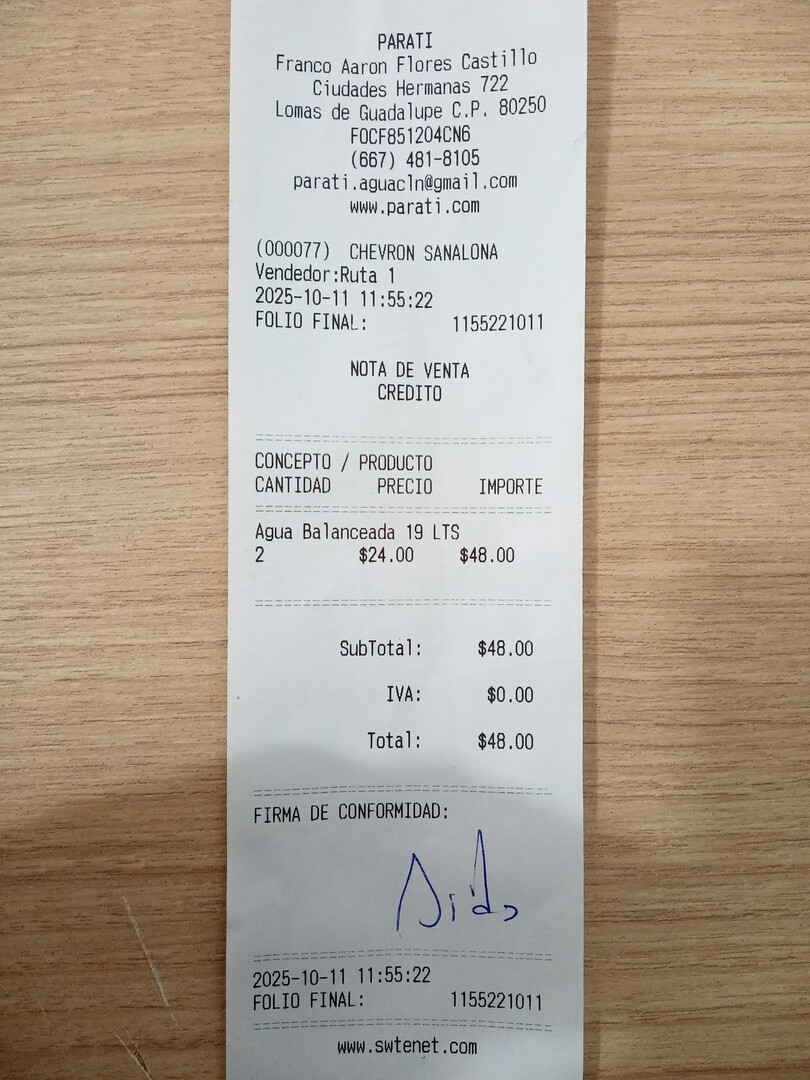 PARATI
Franco Aaron Flores Castillo
Ciudades Hermanas 722
Lomas de Guadalupe C.P. 80250
FOCF851204CN6
(667) 481-8105
parati.aguacln@gmail.com
www.parati.com
(000077) CHEVRON SANALONA
Vendedor:Ruta 1
2025-10-11 11:55:22
FOLIO FINAL: 1155221011
NOTA DE VENTA
CREDITO
CONCEPTO / PRODUCTO
CANTIDAD PRECIO IMPORTE
Agua Balanceada 19 LTS
2 $24.00 $48.00
SubTotal: $48.00
IVA: $0.00
Total: $48.00
FIRMA DE CONFORMIDAD:
2025-10-11 11:55:22
FOLIO FINAL: 1155221011
www.swtenet.com